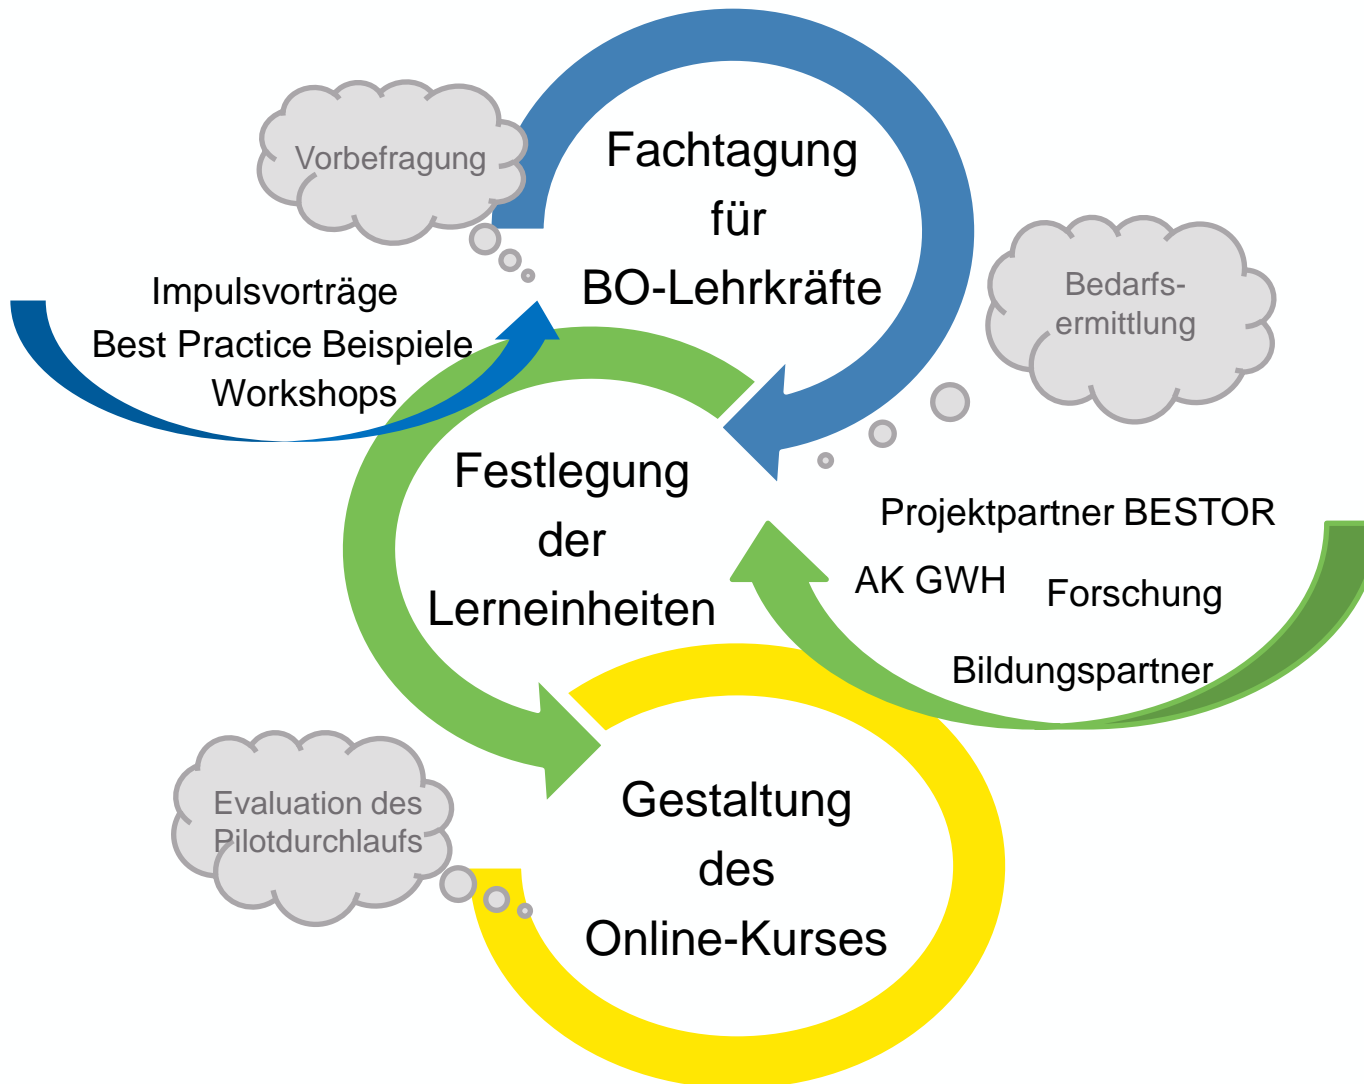 Vorbefragung
Fachtagung
für
BO-Lehrkräfte
Impulsvorträge
Best Practice Beispiele
Workshops
Bedarfs-
ermittlung
Festlegung
der
Lerneinheiten
Projektpartner BESTOR
AK GWH
Forschung
Bildungspartner
Evaluation des
Pilotdurchlaufs
Gestaltung
des
Online-Kurses